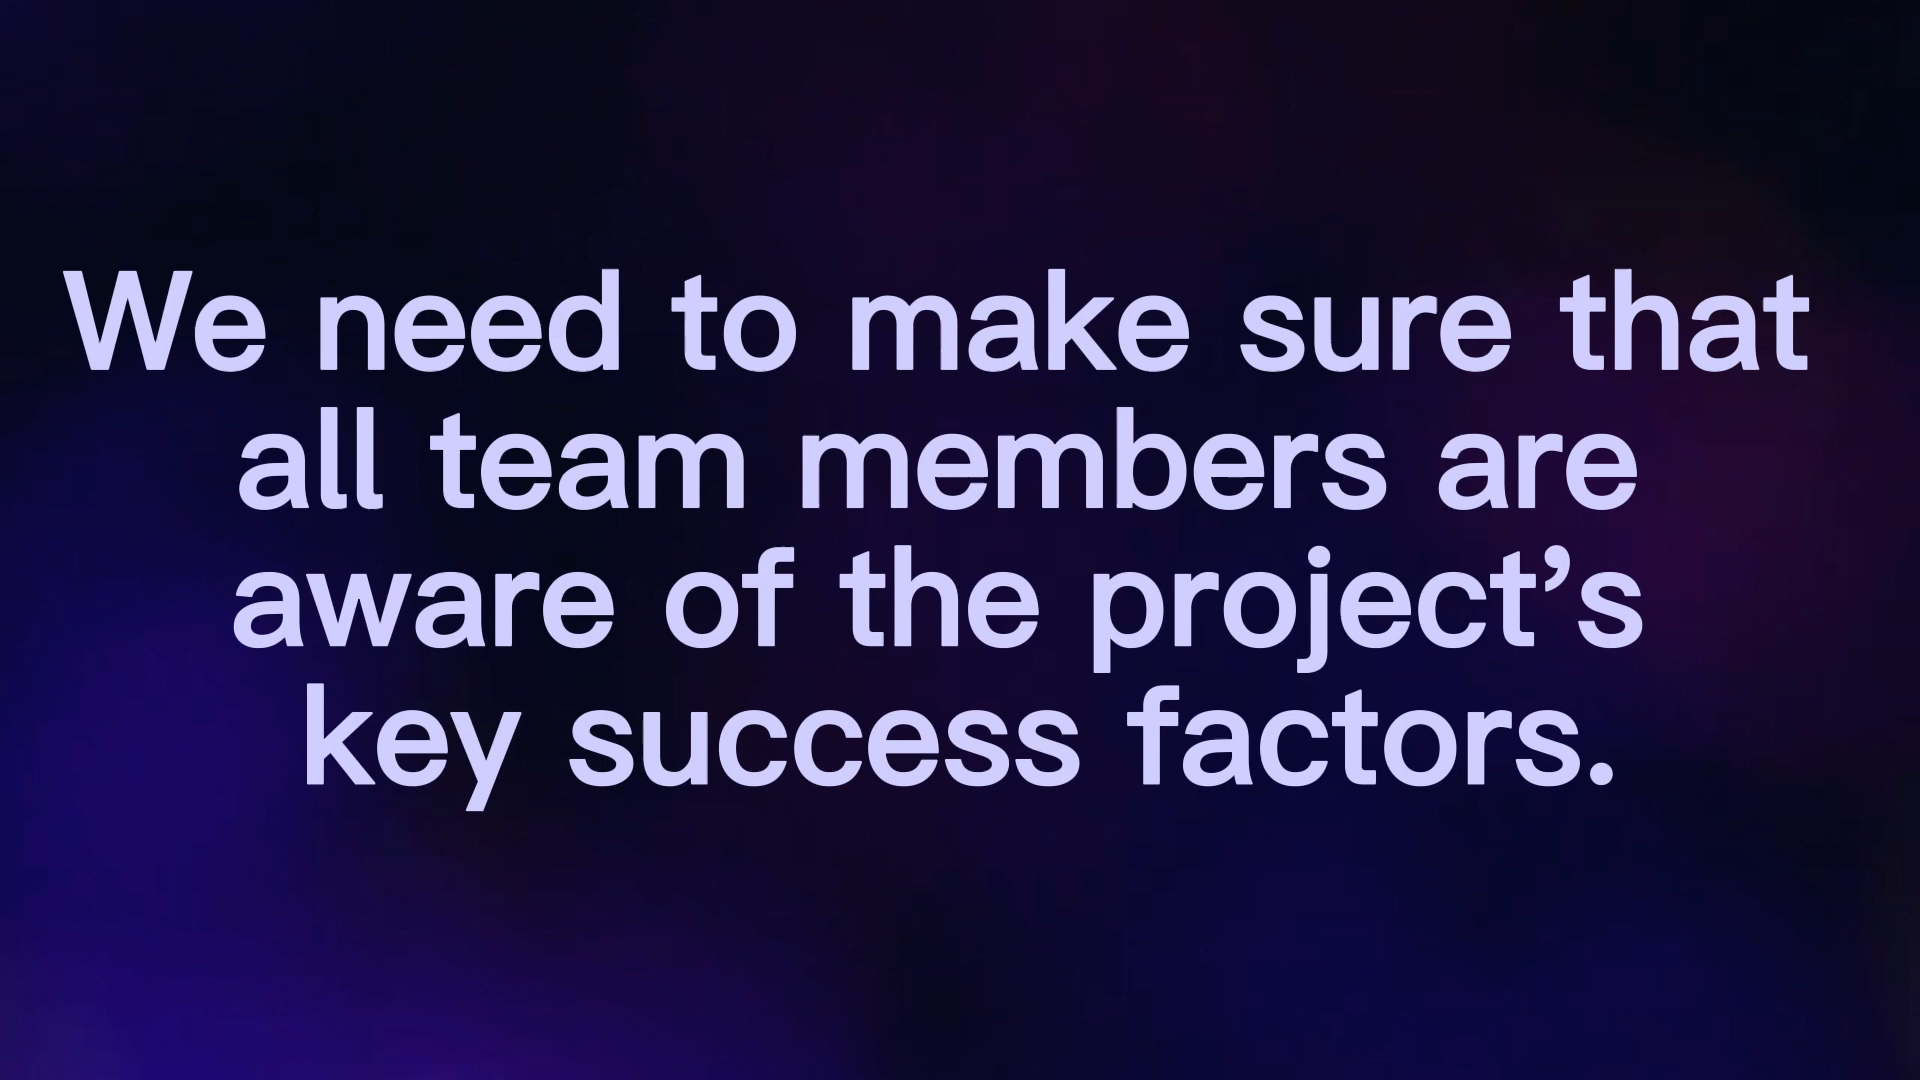 We need to make sure that
all team members are
aware of the project’s
key success factors.